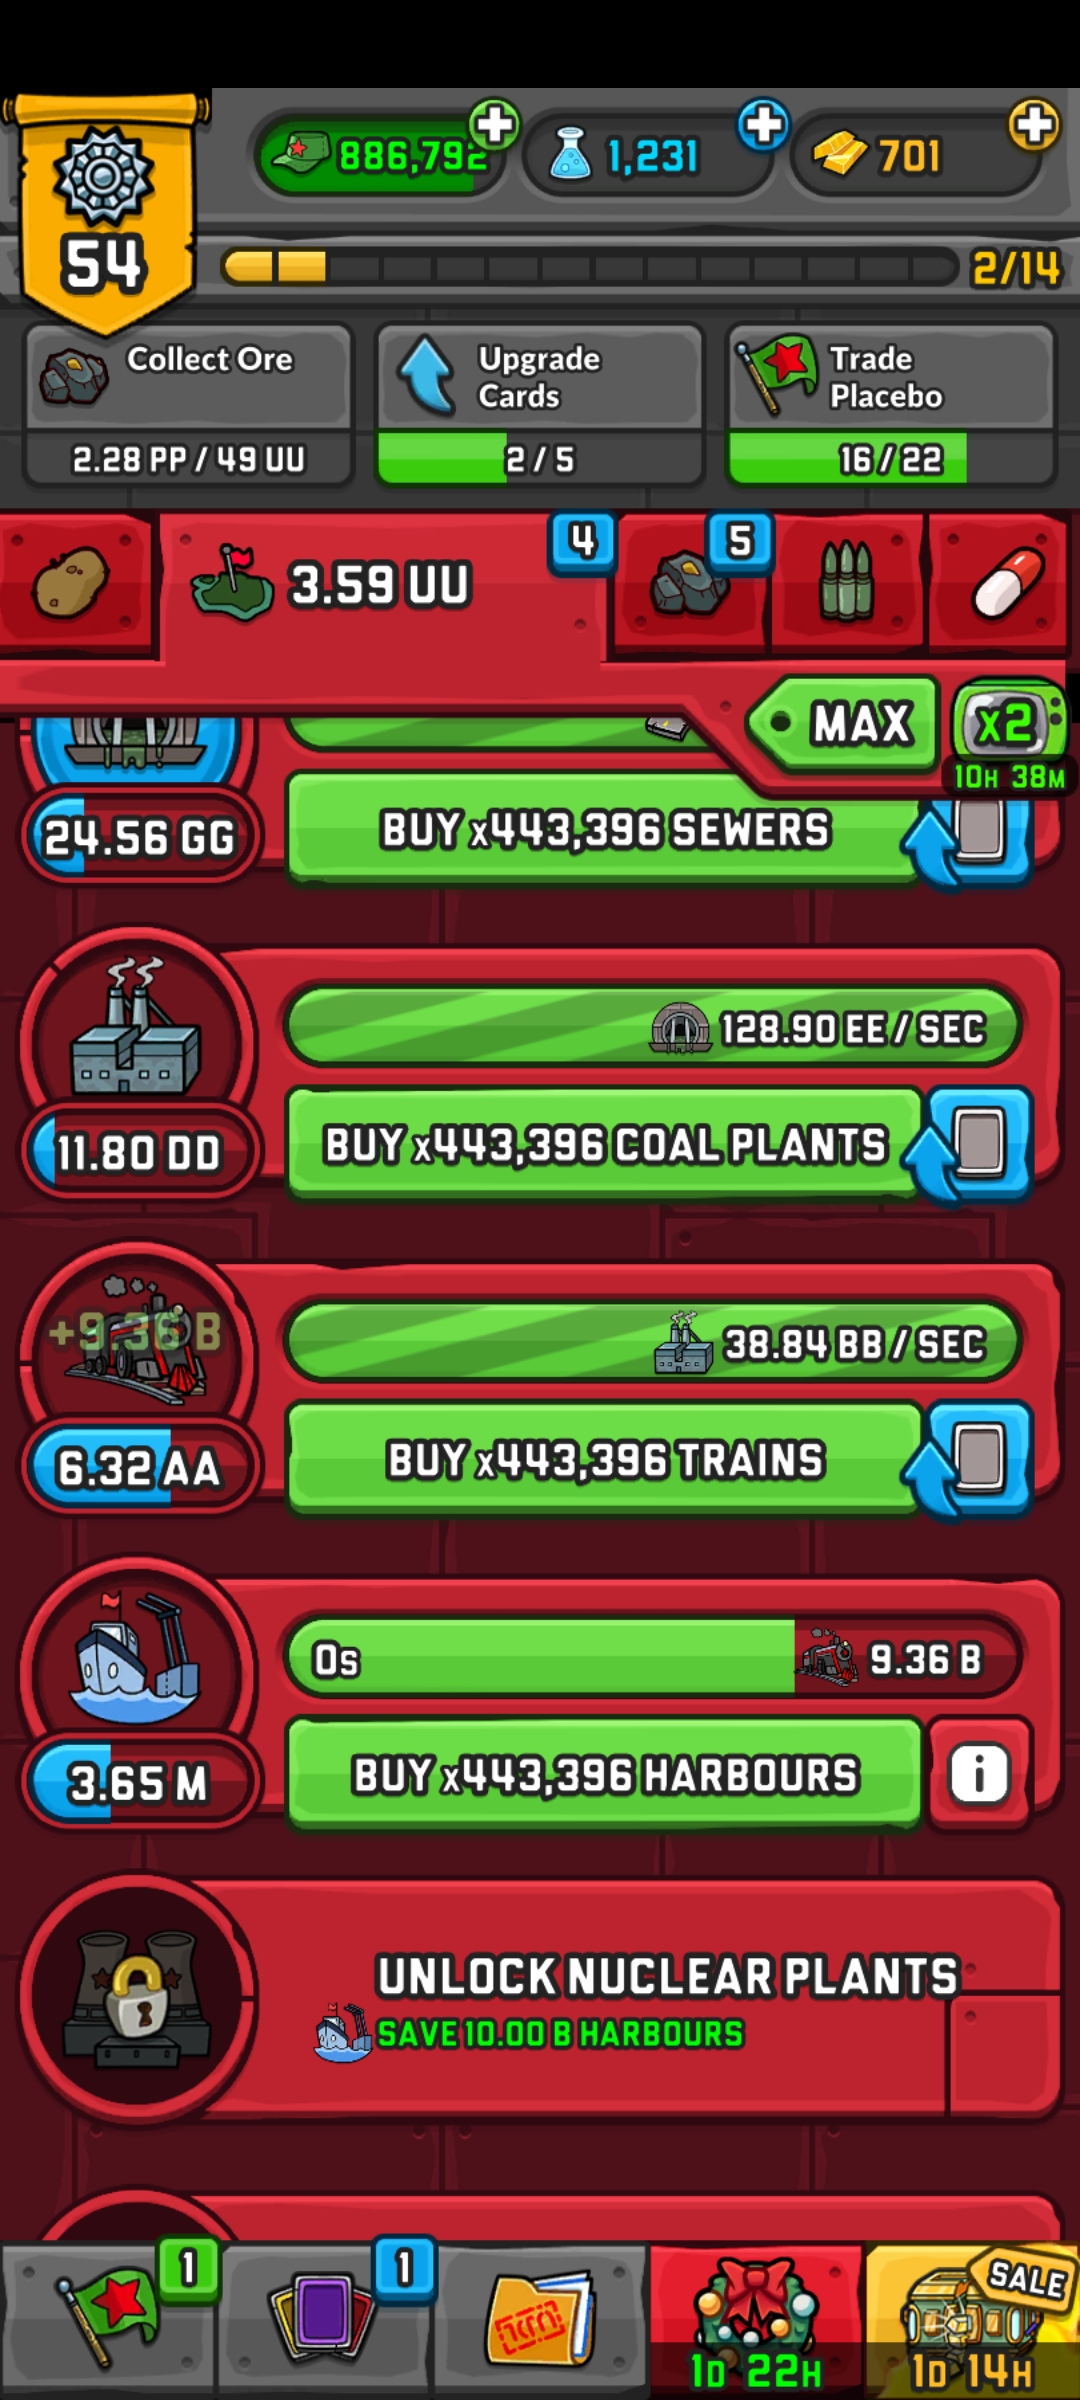 886,792
1,231
701
54
2/14
Collect Ore
2.28 PP / 49 UU
Upgrade
Cards
2 / 5
Trade
Placebo
16 / 22
3.59 UU
4
5
MAX
X2
10H 38M
24.56 GG
BUY x443,396 SEWERS
128.90 EE / SEC
11.80 DD
BUY x443,396 COAL PLANTS
+9.36 B
38.84 BB / SEC
6.32 AA
BUY x443,396 TRAINS
0s
9.36 B
3.65 M
BUY x443,396 HARBOURS
i
UNLOCK NUCLEAR PLANTS
SAVE 10.00 B HARBOURS
1
1
1D 22H
SALE
1D 14H